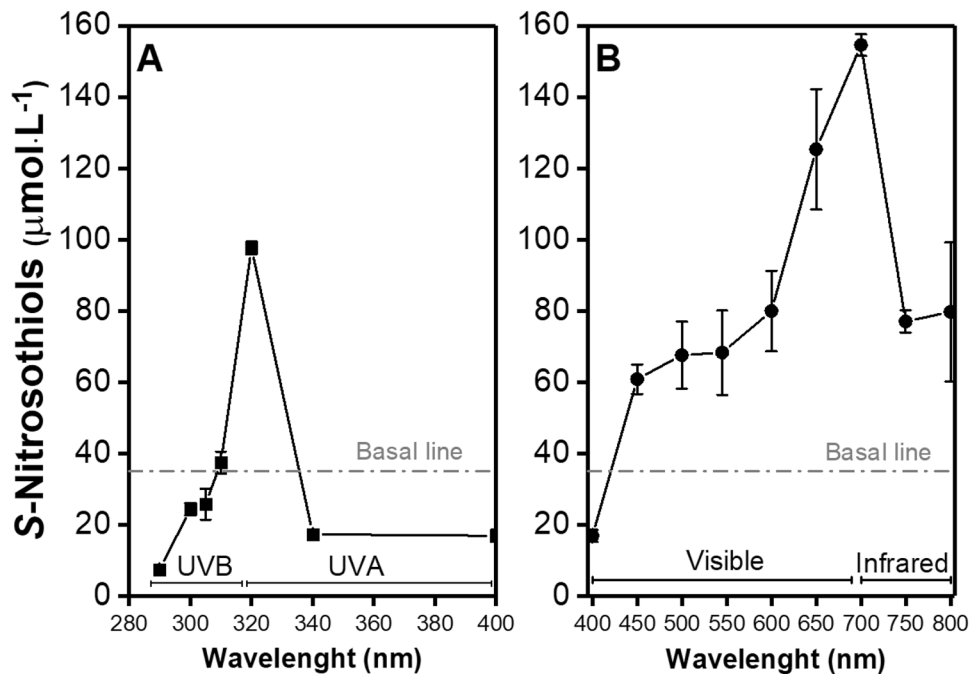 S-Nitrosothiols (μmol·L⁻¹)
A
160
140
120
100
80
60
40
20
0
Basal line
UVB
UVA
280 300 320 340 360 380 400
Wavelenght (nm)
B
160
140
120
100
80
60
40
20
0
Basal line
Visible
Infrared
400 450 500 550 600 650 700 750 800
Wavelenght (nm)